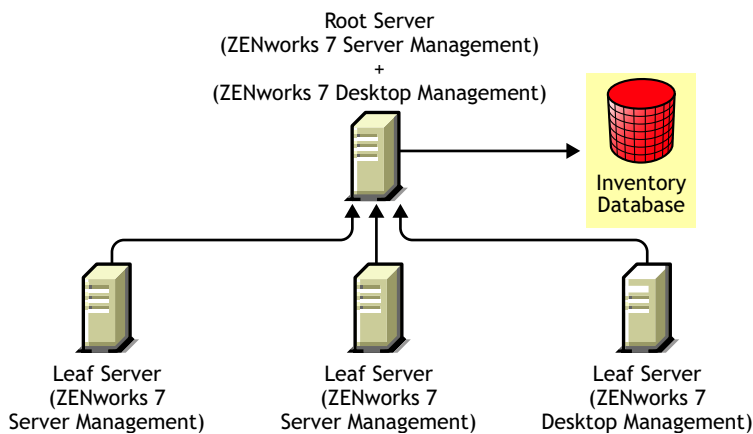 Root Server
(ZENworks 7 Server Management)
+
(ZENworks 7 Desktop Management)
Inventory
Database
Leaf Server
(ZENworks 7
Server Management)
Leaf Server
(ZENworks 7
Server Management)
Leaf Server
(ZENworks 7
Desktop Management)